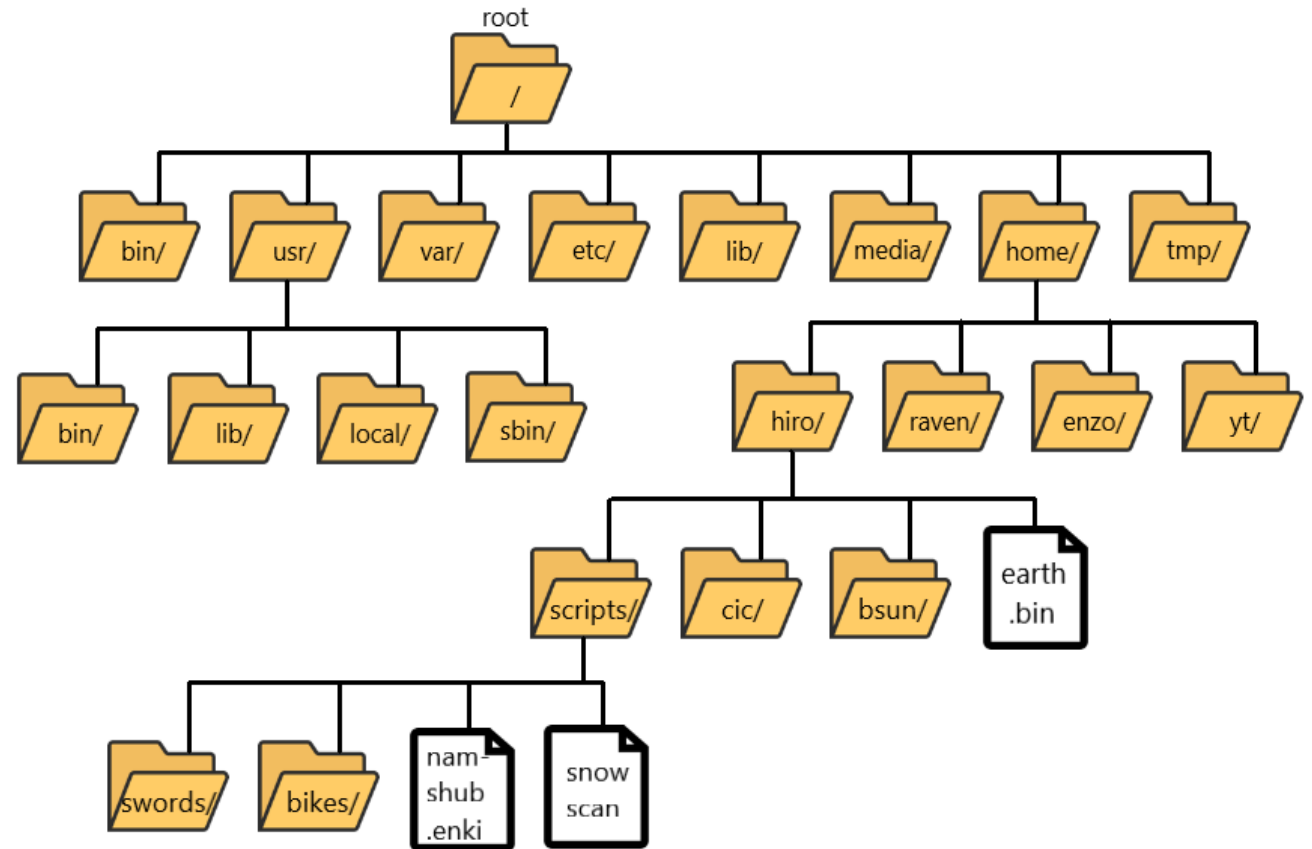 root
/
bin/
usr/
var/
etc/
lib/
media/
home/
tmp/
bin/
lib/
local/
sbin/
hiro/
raven/
enzo/
yt/
scripts/
cic/
bsun/
earth
.bin
swords/
bikes/
nam-
shub
.enki
snow
scan